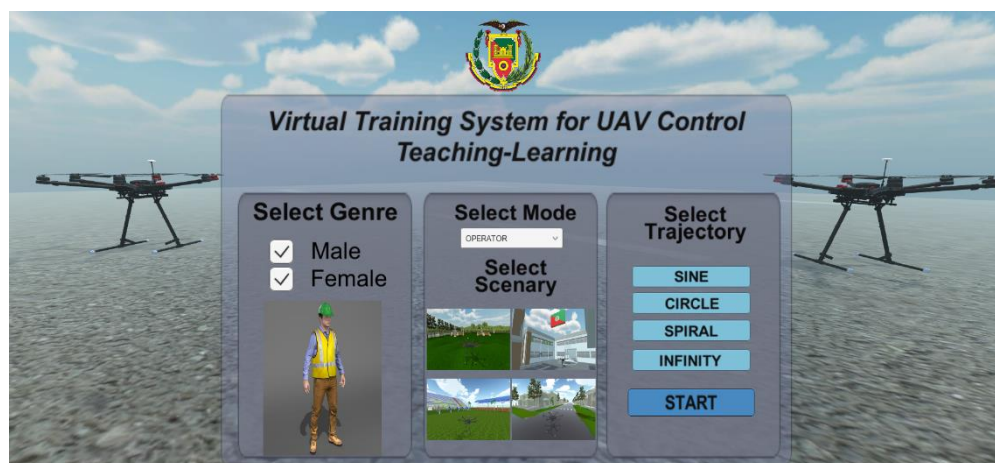 Virtual Training System for UAV Control
Teaching-Learning
Select Genre
Male
Female
Select Mode
OPERATOR
Select
Scenary
Select
Trajectory
SINE
CIRCLE
SPIRAL
INFINITY
START